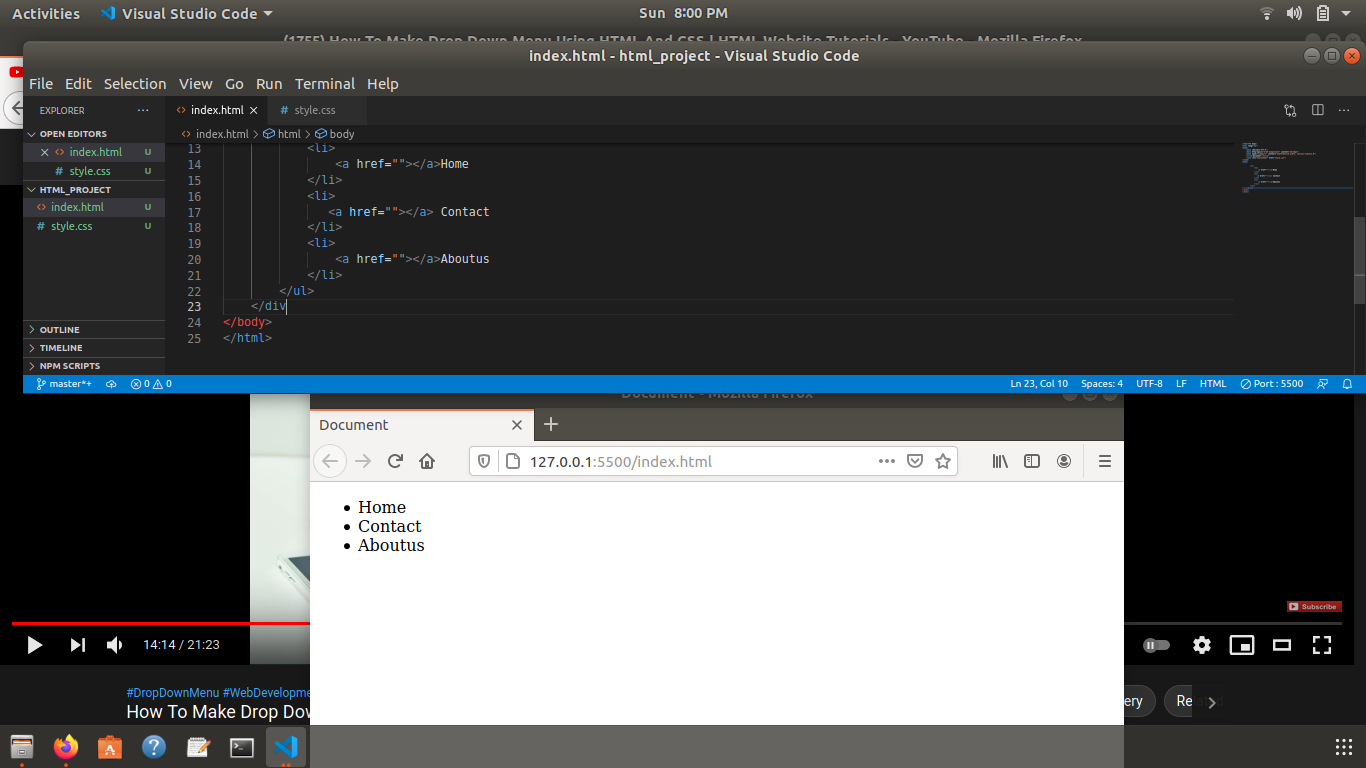 Activities Visual Studio Code Sun 8:00 PM
(1755) How To Make Drop Down Menu Using HTML And CSS | HTML Website Tutorials - YouTube - Mozilla Firefox
index.html - html_project - Visual Studio Code
File Edit Selection View Go Run Terminal Help
EXPLORER ··· <> index.html × # style.css ···
OPEN EDITORS <> index.html > html > body
× <> index.html U
# style.css U
HTML_PROJECT
<> index.html U
# style.css U
OUTLINE
TIMELINE
NPM SCRIPTS
13 <li>
14 <a href=""></a>Home
15 </li>
16 <li>
17 <a href=""></a> Contact
18 </li>
19 <li>
20 <a href=""></a>Aboutus
21 </li>
22 </ul>
23 </div
24 </body>
25 </html>
master*+ 0 0 Ln 23, Col 10 Spaces: 4 UTF-8 LF HTML Port : 5500
Document - Mozilla Firefox
Document × +
127.0.0.1:5500/index.html ···
• Home
• Contact
• Aboutus
Subscribe
14:14 / 21:23
#DropDownMenu #WebDevelopme
ery
How To Make Drop Dov